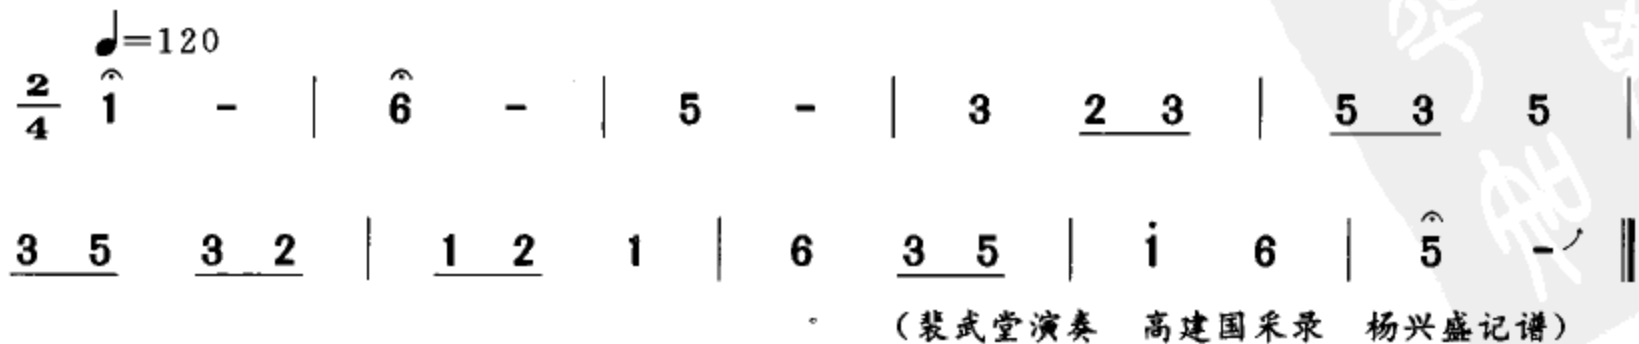 ♩=120
2/4 1 - | 6 - | 5 - | 3 2 3 | 5 3 5 |
3 5 3 2 | 1 2 1 | 6 3 5 | i 6 | 5 - ‖
(裴武堂演奏 高建国采录 杨兴盛记谱)